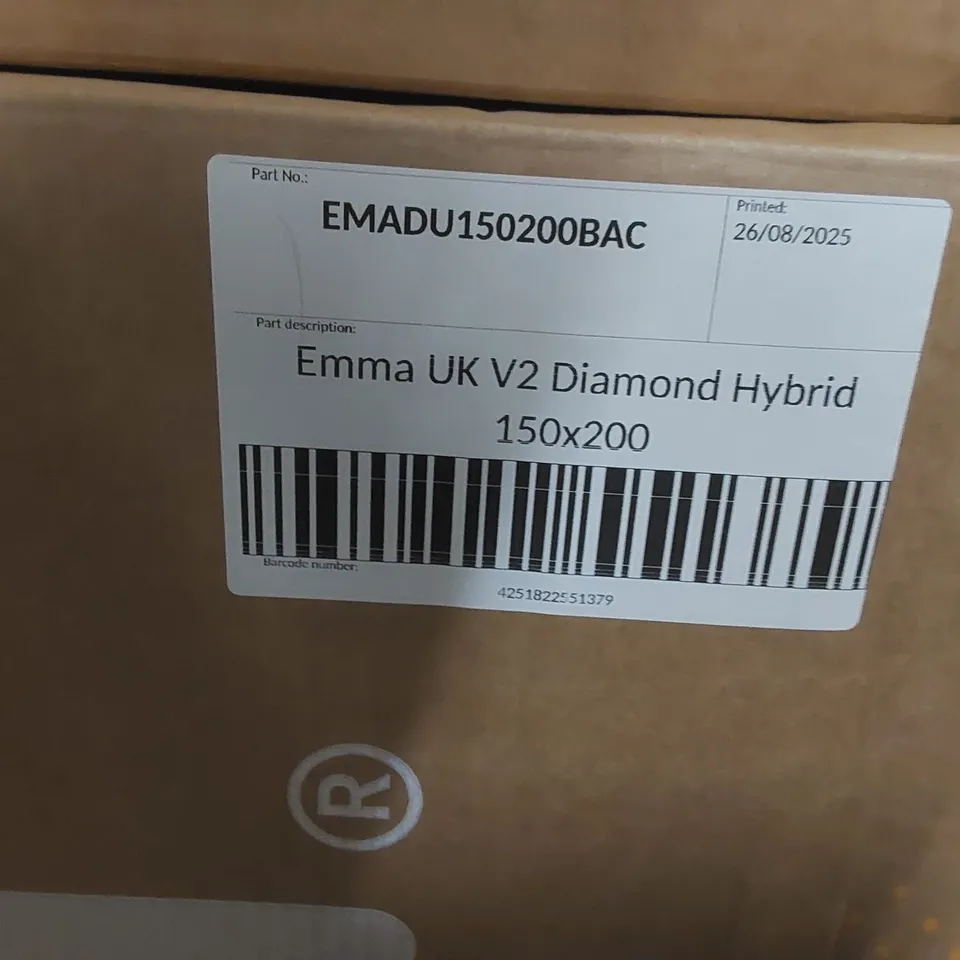 Part No.:
EMADU150200BAC
Printed:
26/08/2025
Part description:
Emma UK V2 Diamond Hybrid
150x200
Barcode number:
4251822551379
®